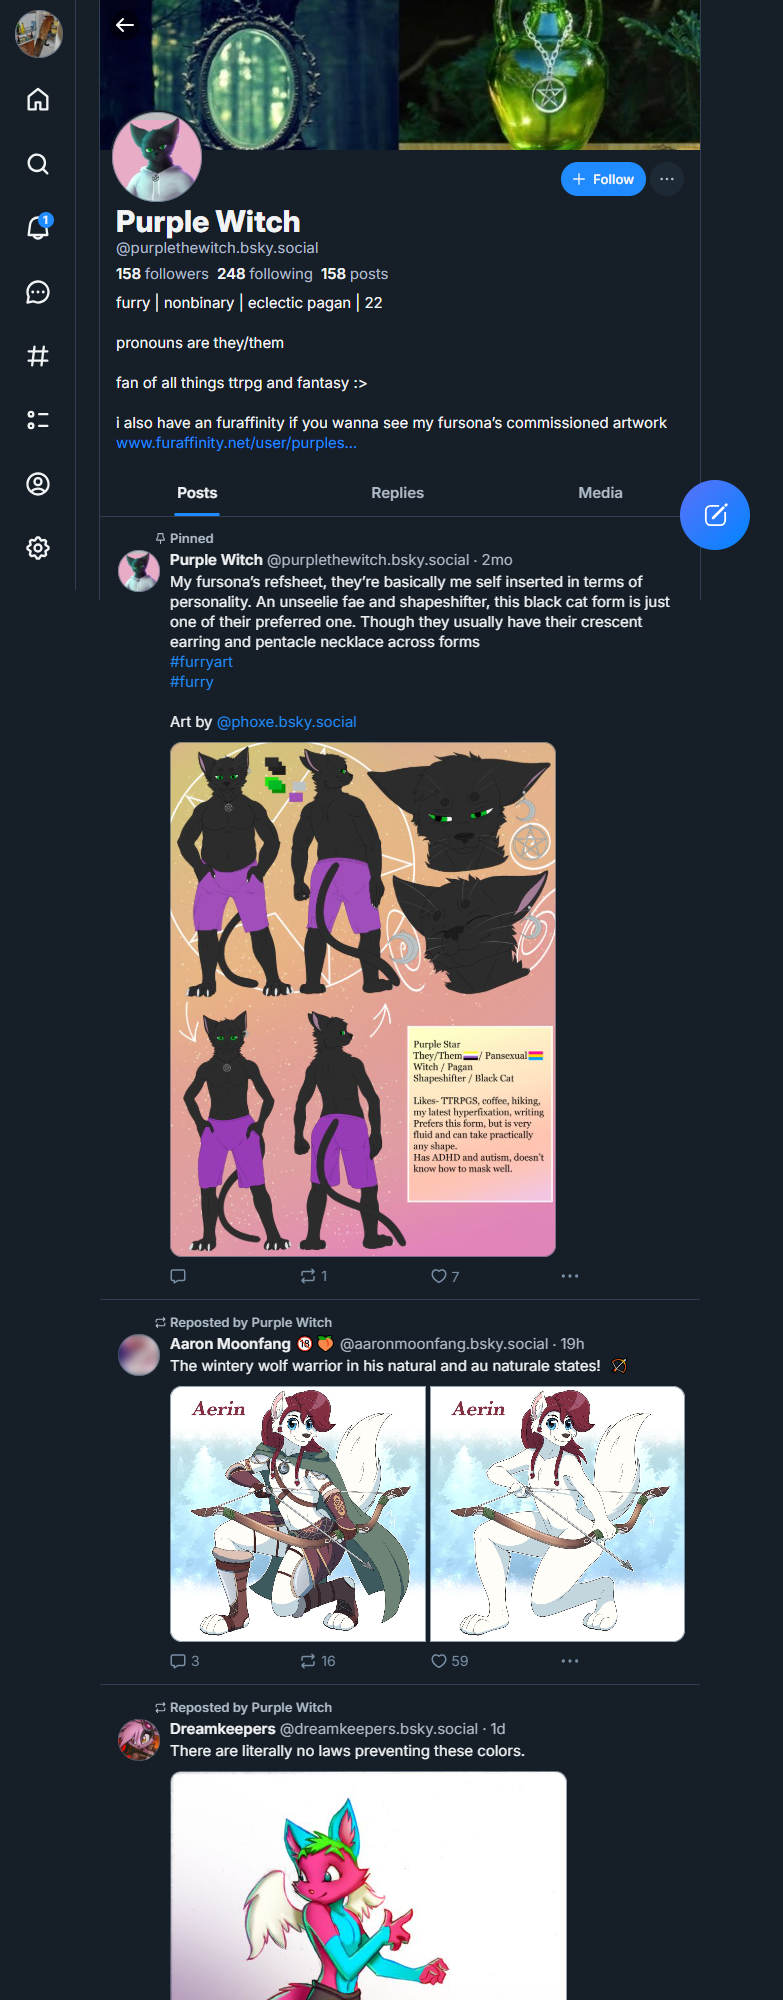 1
Follow
Purple Witch
@purplethewitch.bsky.social
158 followers 248 following 158 posts
furry | nonbinary | eclectic pagan | 22
pronouns are they/them
fan of all things ttrpg and fantasy :>
i also have an furaffinity if you wanna see my fursona's commissioned artwork
www.furaffinity.net/user/purples...
Posts Replies Media
Pinned
Purple Witch @purplethewitch.bsky.social · 2mo
My fursona's refsheet, they're basically me self inserted in terms of
personality. An unseelie fae and shapeshifter, this black cat form is just
one of their preferred one. Though they usually have their crescent
earring and pentacle necklace across forms
#furryart
#furry
Art by @phoxe.bsky.social
Purple Star
They/Them / Pansexual
Witch / Pagan
Shapeshifter / Black Cat
Likes- TTRPGS, coffee, hiking,
my latest hyperfixation, writing
Prefers this form, but is very
fluid and can take practically
any shape.
Has ADHD and autism, doesn't
know how to mask well.
1 7
Reposted by Purple Witch
Aaron Moonfang 🔞 🍑 @aaronmoonfang.bsky.social · 19h
The wintery wolf warrior in his natural and au naturale states! 🏹
Aerin
Aerin
3 16 59
Reposted by Purple Witch
Dreamkeepers @dreamkeepers.bsky.social · 1d
There are literally no laws preventing these colors.